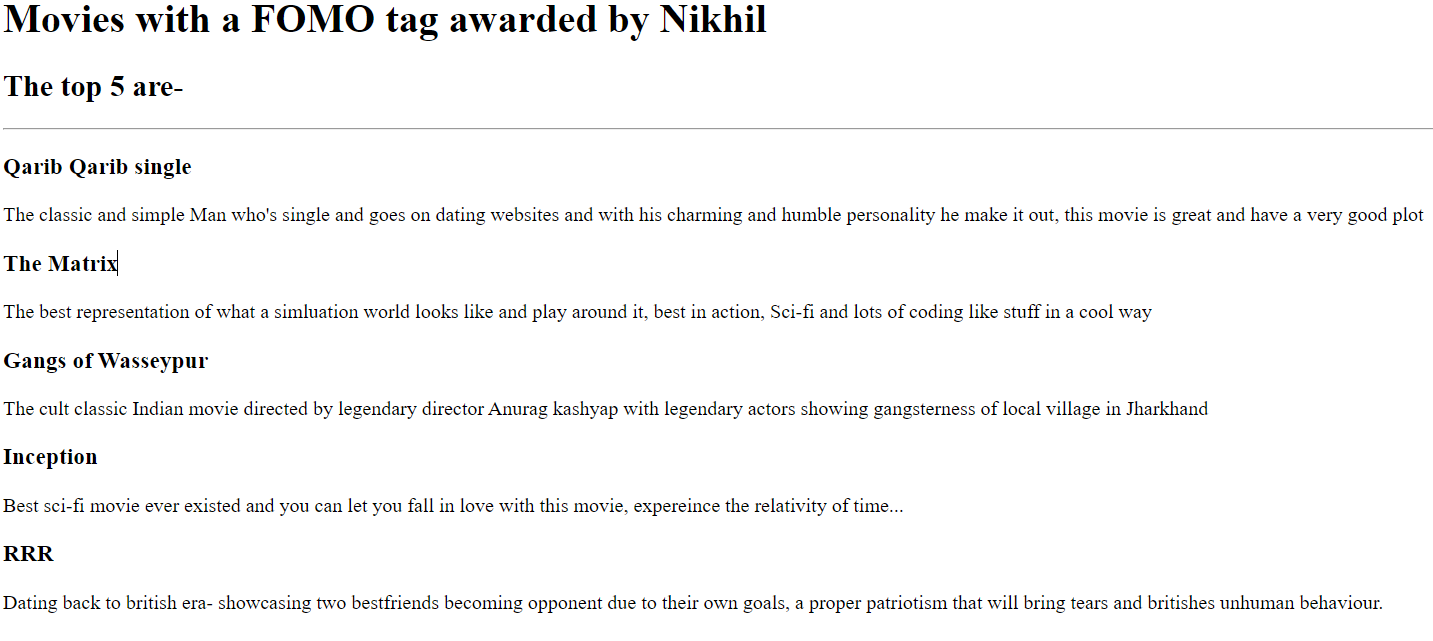 Movies with a FOMO tag awarded by Nikhil
The top 5 are-
Qarib Qarib single
The classic and simple Man who's single and goes on dating websites and with his charming and humble personality he make it out, this movie is great and have a very good plot
The Matrix
The best representation of what a simluation world looks like and play around it, best in action, Sci-fi and lots of coding like stuff in a cool way
Gangs of Wasseypur
The cult classic Indian movie directed by legendary director Anurag kashyap with legendary actors showing gangsterness of local village in Jharkhand
Inception
Best sci-fi movie ever existed and you can let you fall in love with this movie, expereince the relativity of time...
RRR
Dating back to british era- showcasing two bestfriends becoming opponent due to their own goals, a proper patriotism that will bring tears and britishes unhuman behaviour.